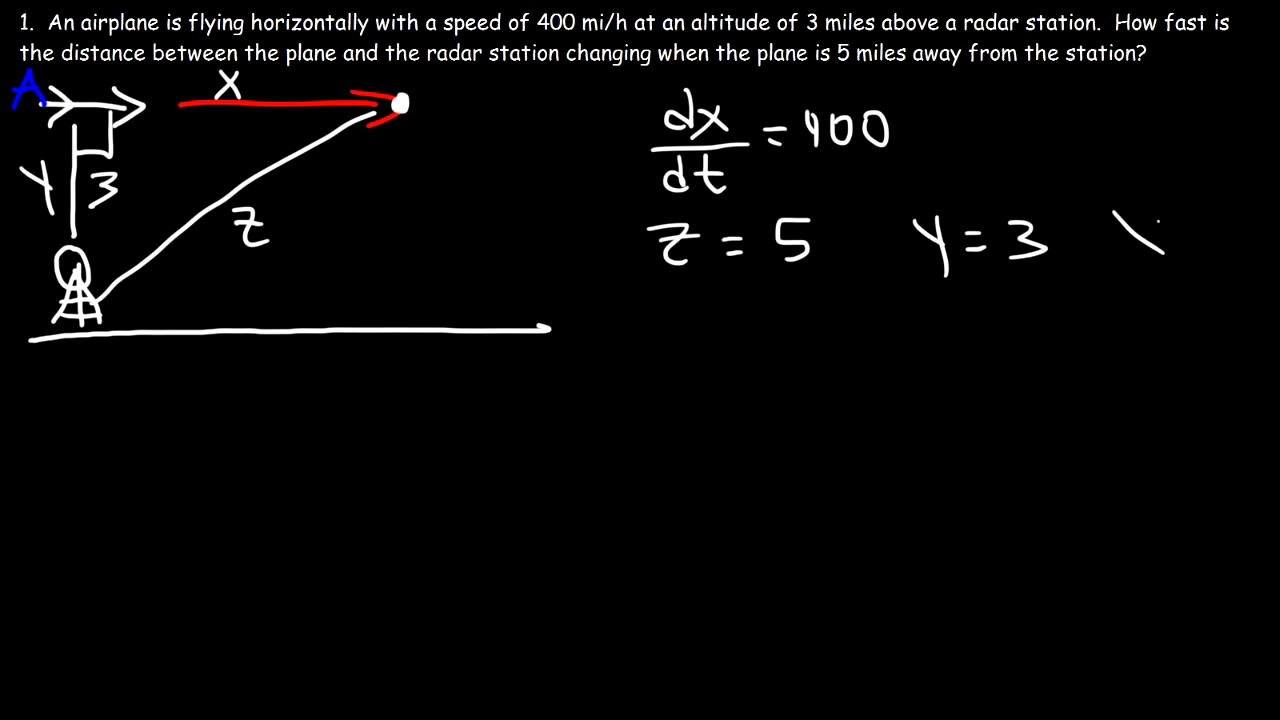 1. An airplane is flying horizontally with a speed of 400 mi/h at an altitude of 3 miles above a radar station. How fast is
the distance between the plane and the radar station changing when the plane is 5 miles away from the station?
A x
dx/dt = 400
y 3
z
z = 5 y = 3